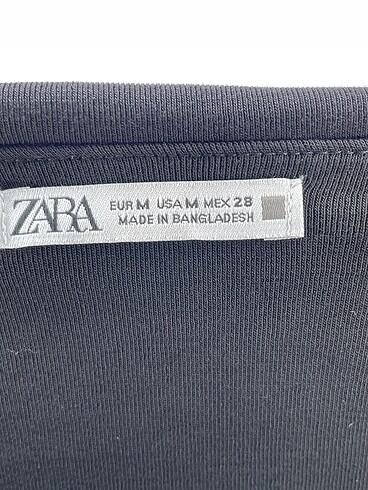 ZARA
EUR M USA M MEX 28
MADE IN BANGLADESH